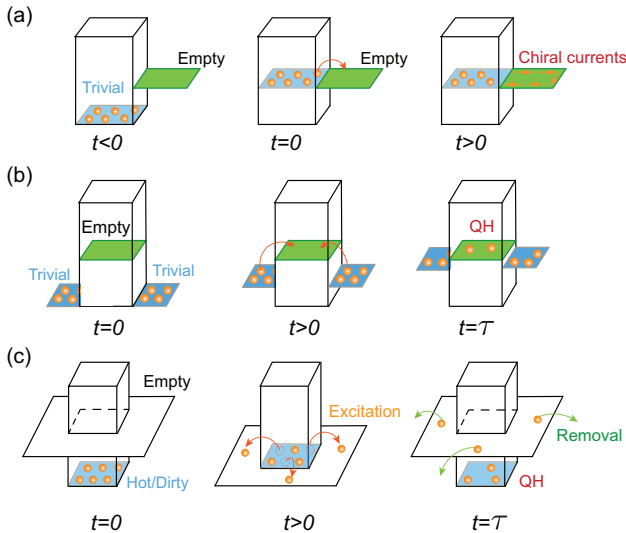 (a)
Empty
Empty
Chiral currents
Trivial
t<0
t=0
t>0
(b)
Empty
QH
Trivial
Trivial
t=0
t>0
t=τ
(c)
Empty
Excitation
Removal
Hot/Dirty
QH
t=0
t>0
t=τ